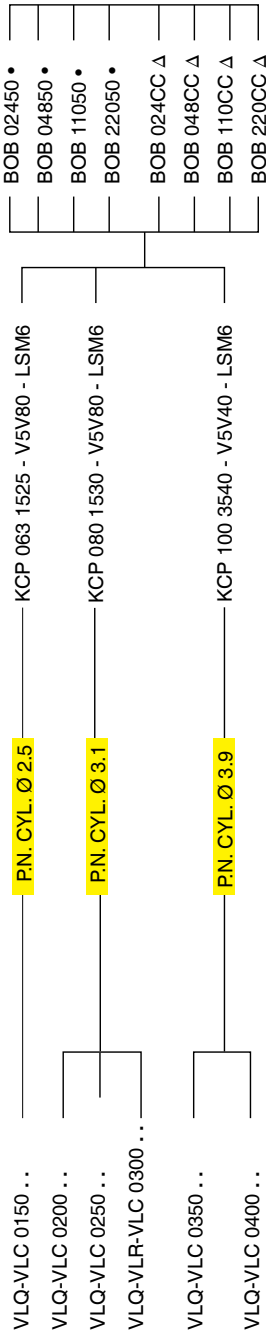 VLQ-VLC 0150 . .
VLQ-VLC 0200 . .
VLQ-VLC 0250 . .
VLQ-VLR-VLC 0300 . .
VLQ-VLC 0350 . .
VLQ-VLC 0400 . .
P.N. CYL. Ø 2.5
P.N. CYL. Ø 3.1
P.N. CYL. Ø 3.9
KCP 063 1525 - V5V80 - LSM6
KCP 080 1530 - V5V80 - LSM6
KCP 100 3540 - V5V40 - LSM6
BOB 02450 •
BOB 04850 •
BOB 11050 •
BOB 22050 •
BOB 024CC Δ
BOB 048CC Δ
BOB 110CC Δ
BOB 220CC Δ